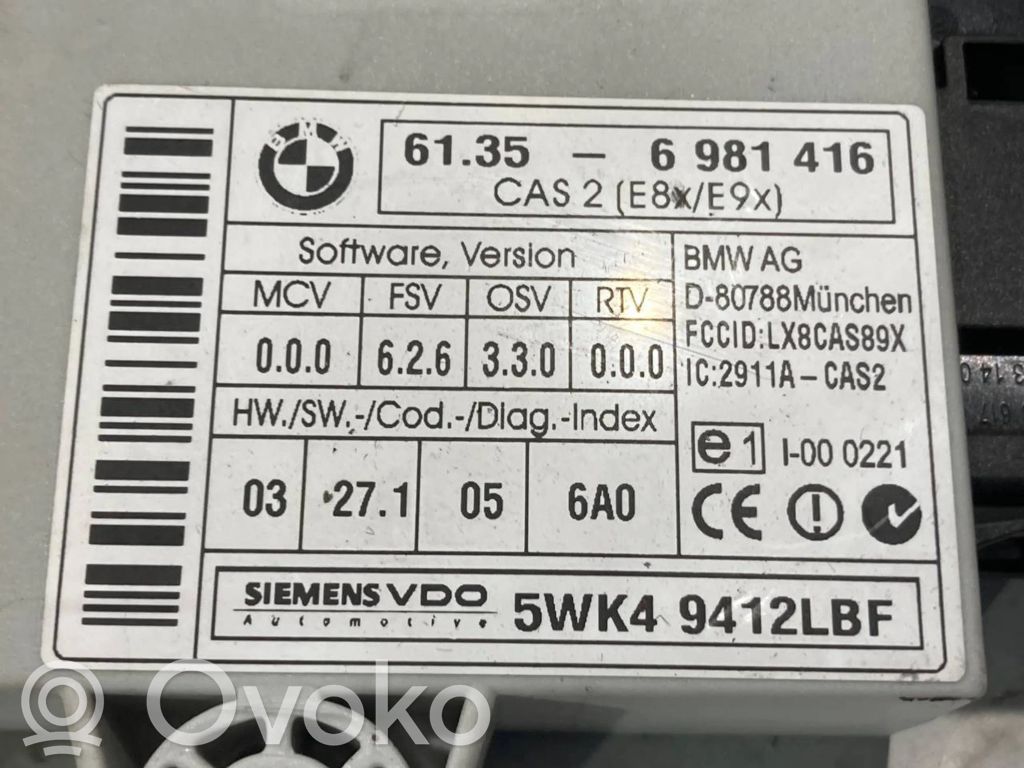 BMW
61.35 - 6 981 416
CAS 2 (E8x/E9x)
Software, Version
MCV FSV OSV RTV
0.0.0 6.2.6 3.3.0 0.0.0
HW./SW.-/Cod.-/Diag.-Index
03 27.1 05 6A0
BMW AG
D-80788München
FCCID:LX8CAS89X
IC:2911A-CAS2
e1 I-00 0221
CE
SIEMENS VDO
Automotive
5WK4 9412LBF
Ovoko